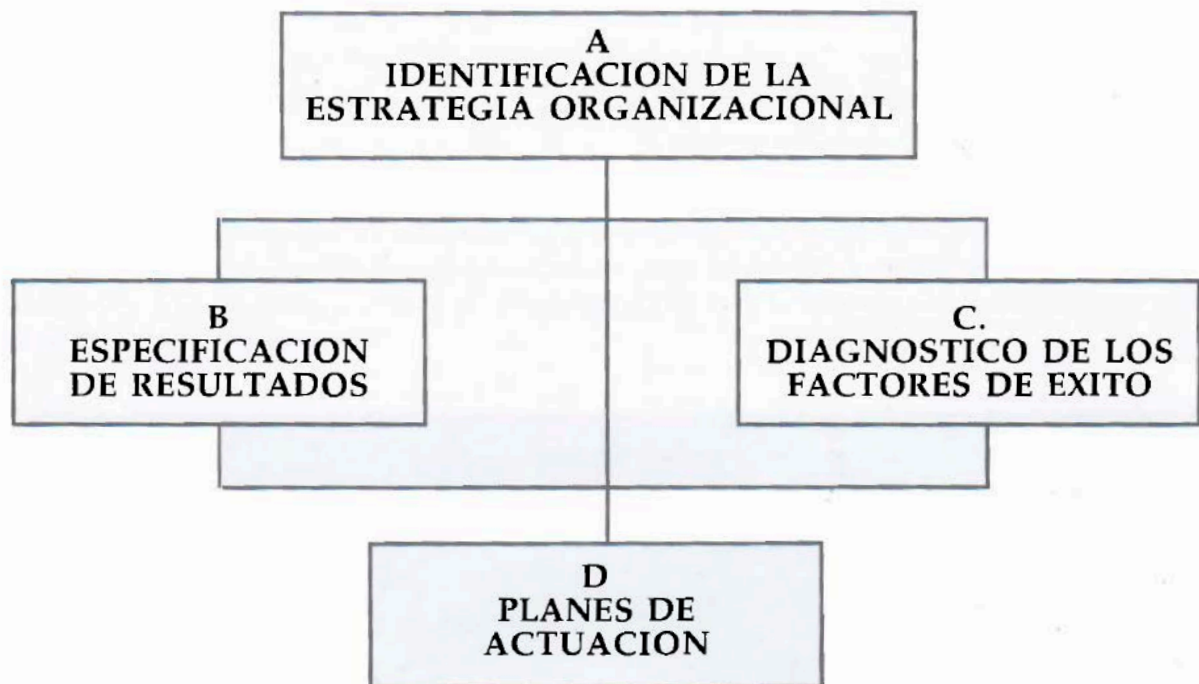 A
IDENTIFICACION DE LA
ESTRATEGIA ORGANIZACIONAL
B
ESPECIFICACION
DE RESULTADOS
C.
DIAGNOSTICO DE LOS
FACTORES DE EXITO
D
PLANES DE
ACTUACION